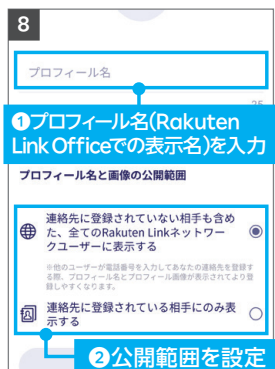 8
プロフィール名
25
❶プロフィール名(Rakuten
Link Officeでの表示名)を入力
プロフィール名と画像の公開範囲
連絡先に登録されていない相手も含め
た、全てのRakuten Linkネットワー
クユーザーに表示する
※他のユーザーが電話番号を入力してあなたの連絡先を登録す
る際、プロフィール名とプロフィール画像が表示されてより登
録しやすくなります。
連絡先に登録されている相手にのみ表
示する
❷公開範囲を設定